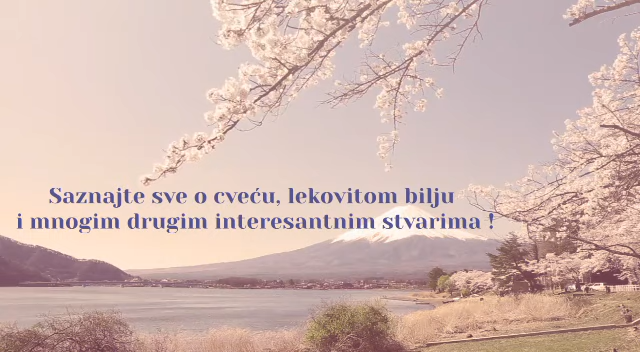 Saznajte sve o cveću, lekovitom bilju
i mnogim drugim interesantnim stvarima !